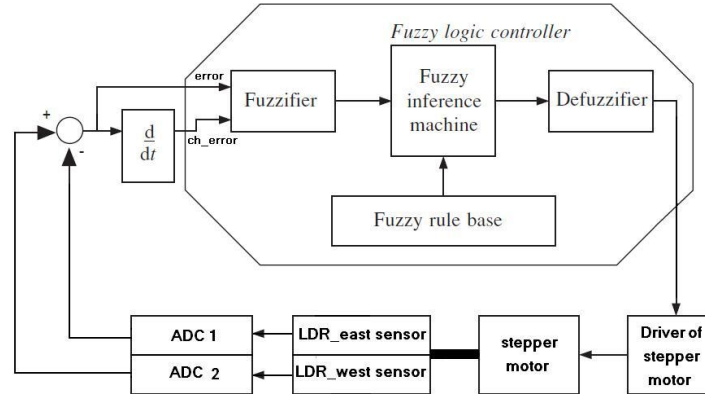 Fuzzy logic controller
error
Fuzzifier
Fuzzy
inference
machine
Defuzzifier
+
-
d
dt
ch_error
Fuzzy rule base
ADC 1
LDR_east sensor
stepper
motor
Driver of
stepper
motor
ADC 2
LDR_west sensor